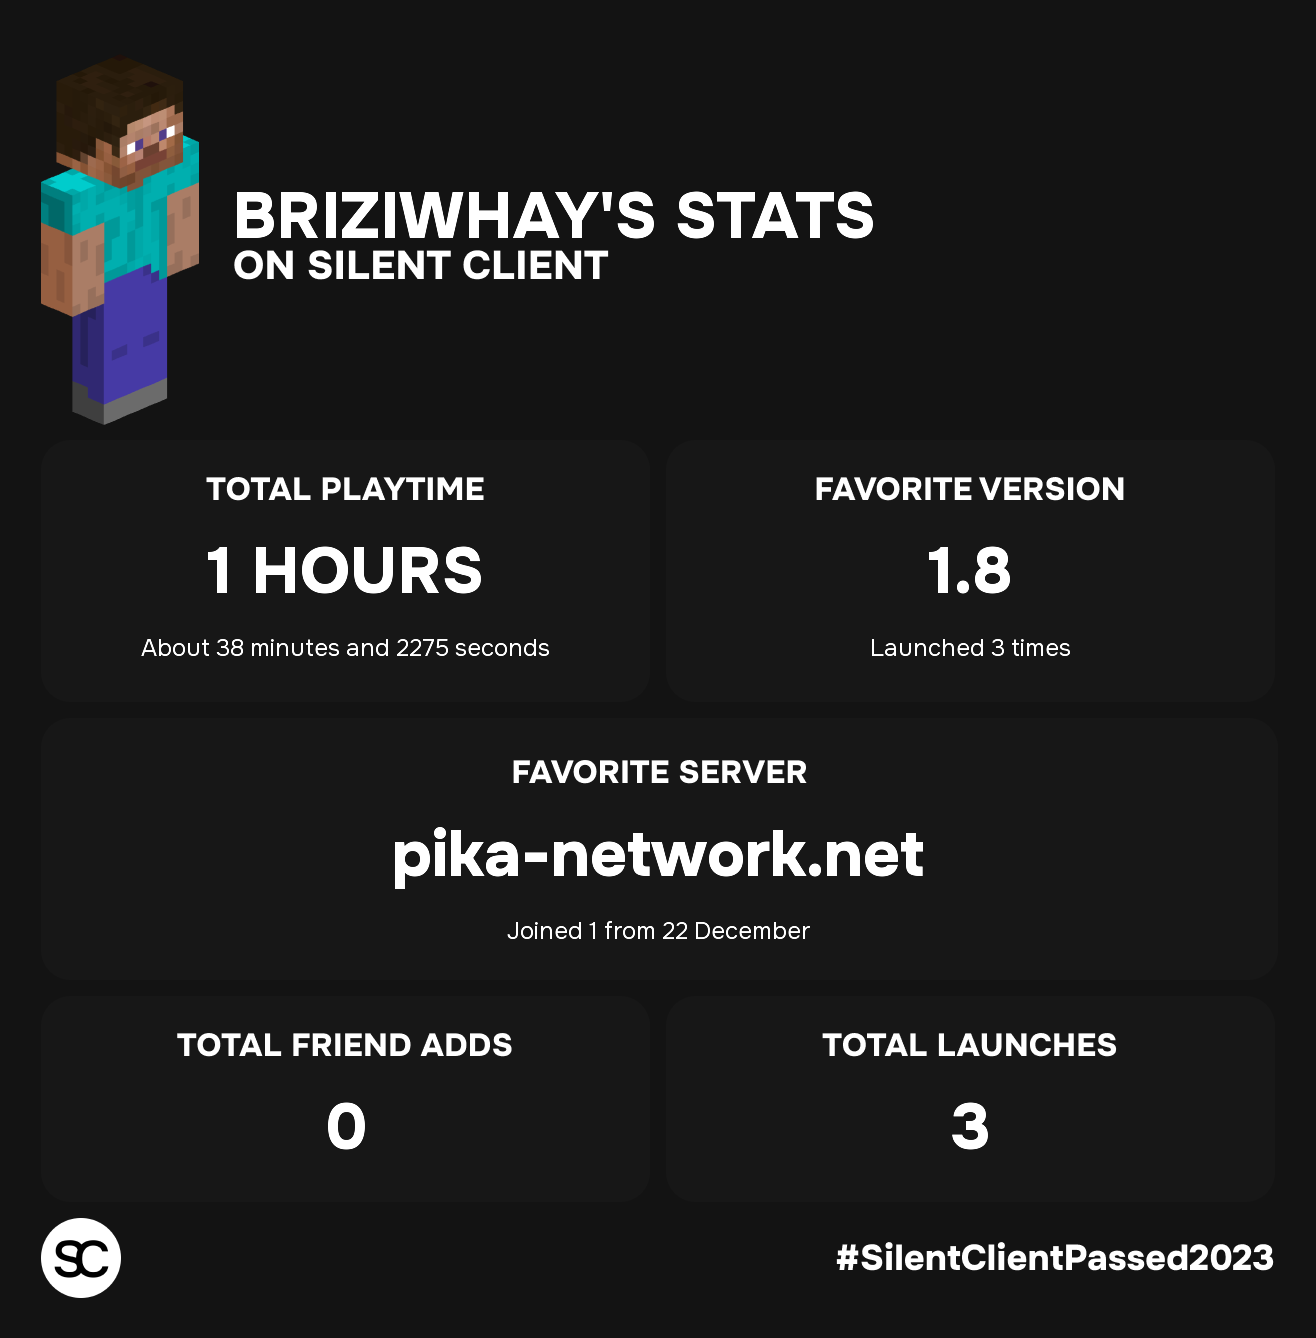 BRIZIWHAY'S STATS
ON SILENT CLIENT
TOTAL PLAYTIME
1 HOURS
About 38 minutes and 2275 seconds
FAVORITE VERSION
1.8
Launched 3 times
FAVORITE SERVER
pika-network.net
Joined 1 from 22 December
TOTAL FRIEND ADDS
0
TOTAL LAUNCHES
3
SC
#SilentClientPassed2023